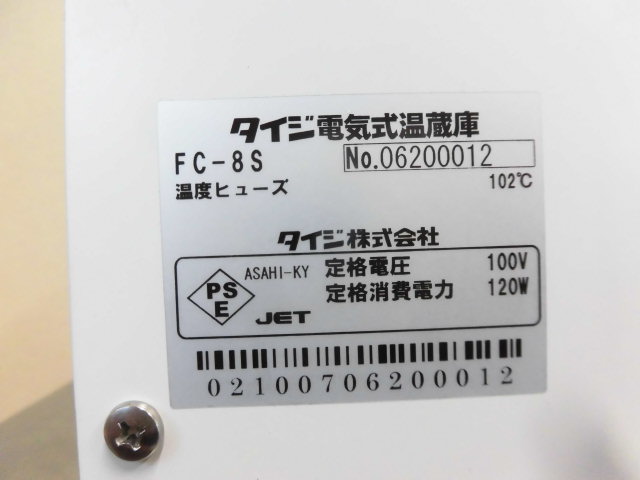 タイジ電気式温蔵庫
FC-8S No.06200012
温度ヒューズ 102℃
タイジ株式会社
PS
E
ASAHI-KY 定格電圧 100V
定格消費電力 120W
JET
02100706200012